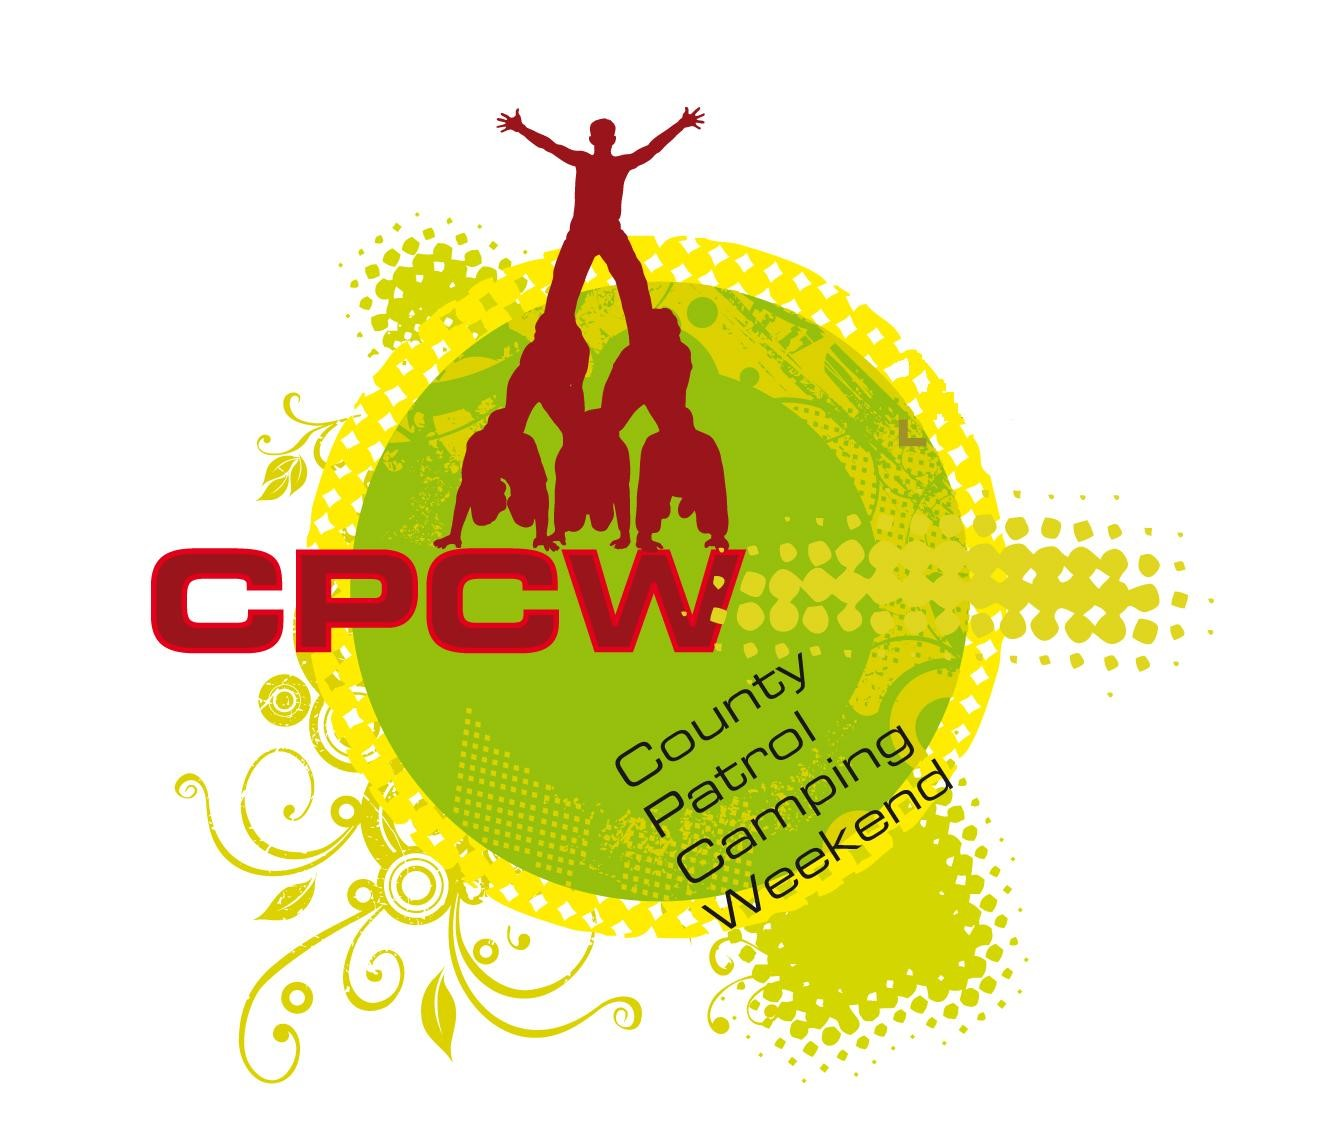 CPCW
County
Patrol
Camping
Weekend